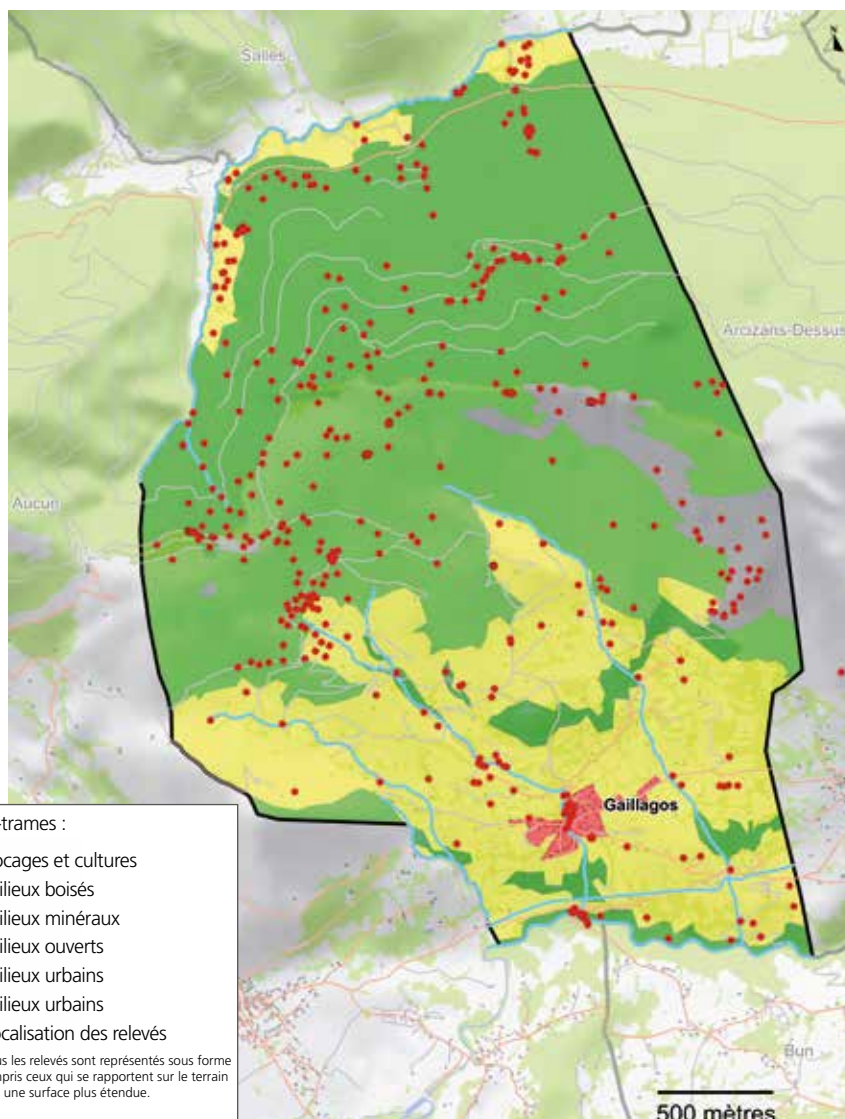 N
Salles
Arcizans-Dessus
Aucun
Gaillagos
-trames :
ocages et cultures
ilieux boisés
ilieux minéraux
ilieux ouverts
ilieux urbains
ilieux urbains
ocalisation des relevés
us les relevés sont représentés sous forme
mpris ceux qui se rapportent sur le terrain
une surface plus étendue.
Bun
500 mètres